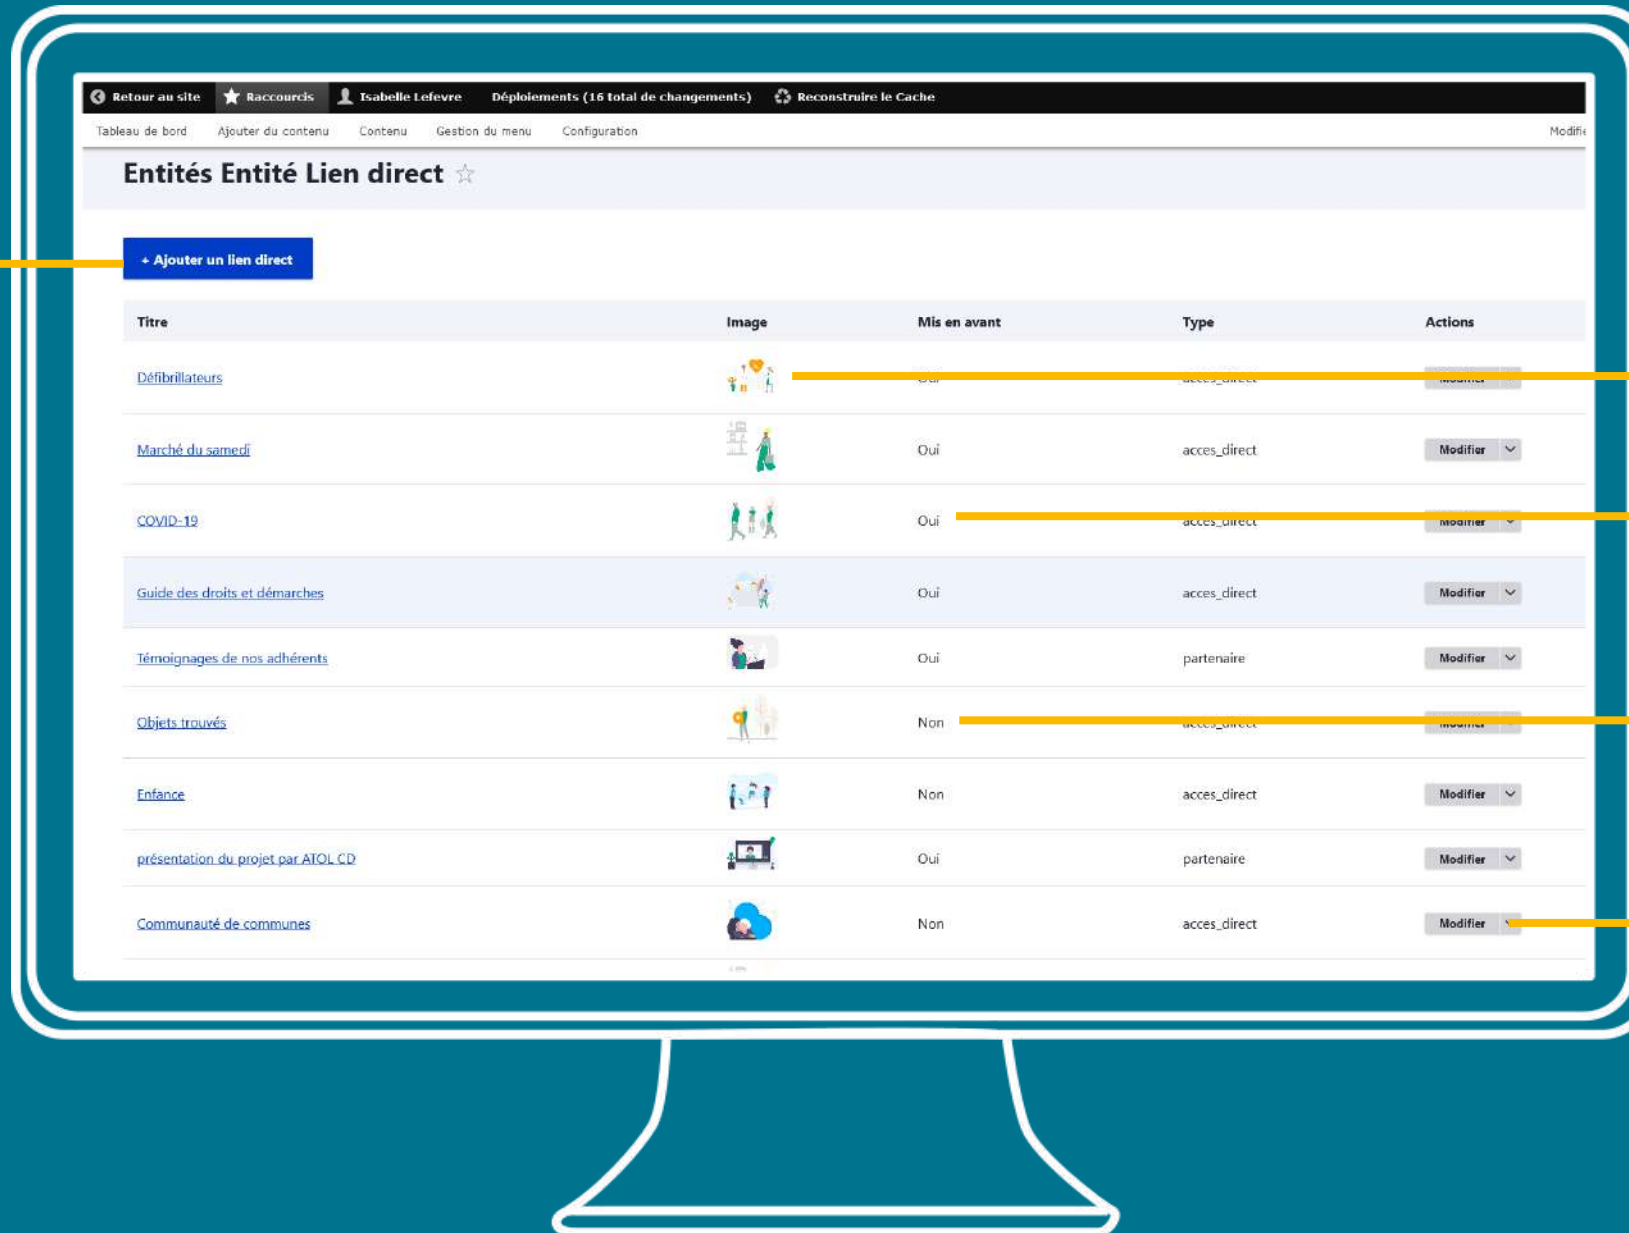 Retour au site Raccourcis Isabelle Lefevre Déploiements (16 total de changements) Reconstruire le Cache
Tableau de bord Ajouter du contenu Contenu Gestion du menu Configuration Modifie
Entités Entité Lien direct
+ Ajouter un lien direct
Titre Image Mis en avant Type Actions
Défibrillateurs
Marché du samedi Oui acces_direct Modifier
COVID-19 Oui acces_direct Modifier
Guide des droits et démarches Oui acces_direct Modifier
Témoignages de nos adhérents Oui partenaire Modifier
Objets trouvés Non
Enfance Non acces_direct Modifier
présentation du projet par ATOL CD Oui partenaire Modifier
Communauté de communes Non acces_direct Modifier